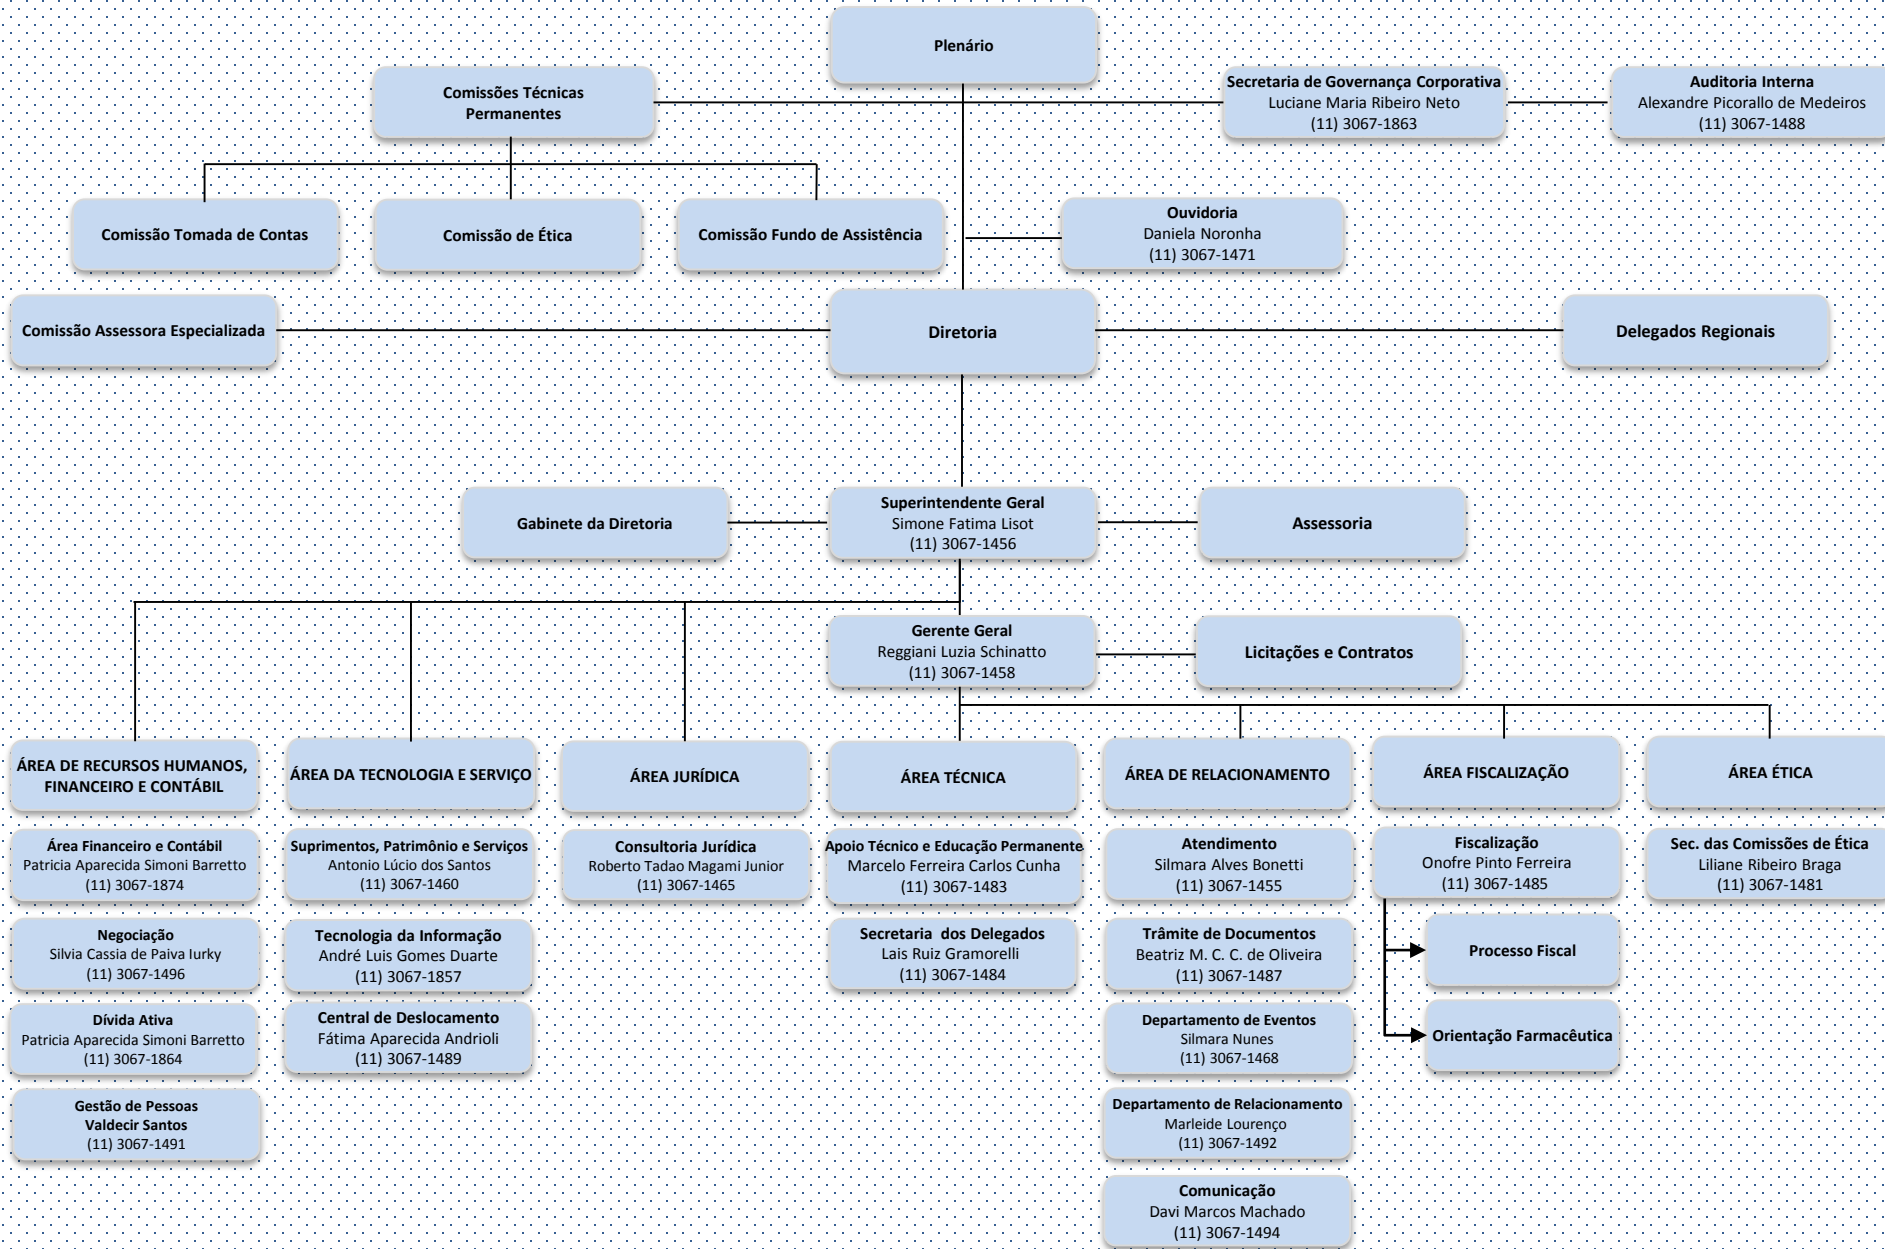 Plenário
Comissões Técnicas
Permanentes
Secretaria de Governança Corporativa
Luciane Maria Ribeiro Neto
(11) 3067-1863
Auditoria Interna
Alexandre Picorallo de Medeiros
(11) 3067-1488
Comissão Tomada de Contas
Comissão de Ética
Comissão Fundo de Assistência
Ouvidoria
Daniela Noronha
(11) 3067-1471
Comissão Assessora Especializada
Diretoria
Delegados Regionais
Gabinete da Diretoria
Superintendente Geral
Simone Fatima Lisot
(11) 3067-1456
Assessoria
Gerente Geral
Reggiani Luzia Schinatto
(11) 3067-1458
Licitações e Contratos
ÁREA DE RECURSOS HUMANOS,
FINANCEIRO E CONTÁBIL
ÁREA DA TECNOLOGIA E SERVIÇO
ÁREA JURÍDICA
ÁREA TÉCNICA
ÁREA DE RELACIONAMENTO
ÁREA FISCALIZAÇÃO
ÁREA ÉTICA
Área Financeiro e Contábil
Patricia Aparecida Simoni Barretto
(11) 3067-1874
Suprimentos, Patrimônio e Serviços
Antonio Lúcio dos Santos
(11) 3067-1460
Consultoria Jurídica
Roberto Tadao Magami Junior
(11) 3067-1465
Apoio Técnico e Educação Permanente
Marcelo Ferreira Carlos Cunha
(11) 3067-1483
Atendimento
Silmara Alves Bonetti
(11) 3067-1455
Fiscalização
Onofre Pinto Ferreira
(11) 3067-1485
Sec. das Comissões de Ética
Liliane Ribeiro Braga
(11) 3067-1481
Negociação
Silvia Cassia de Paiva Iurky
(11) 3067-1496
Tecnologia da Informação
André Luis Gomes Duarte
(11) 3067-1857
Secretaria dos Delegados
Lais Ruiz Gramorelli
(11) 3067-1484
Trâmite de Documentos
Beatriz M. C. C. de Oliveira
(11) 3067-1487
Processo Fiscal
Dívida Ativa
Patricia Aparecida Simoni Barretto
(11) 3067-1864
Central de Deslocamento
Fátima Aparecida Andrioli
(11) 3067-1489
Departamento de Eventos
Silmara Nunes
(11) 3067-1468
Orientação Farmacêutica
Gestão de Pessoas
Valdecir Santos
(11) 3067-1491
Departamento de Relacionamento
Marleide Lourenço
(11) 3067-1492
Comunicação
Davi Marcos Machado
(11) 3067-1494